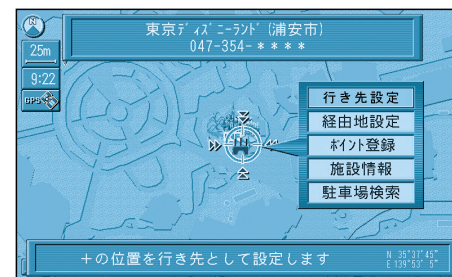 N
東京ディズニーランド (浦安市)
047-354-****
25m
9:22
GPS
行き先設定
経由地設定
ポイント登録
施設情報
駐車場検索
+の位置を行き先として設定します
N 35°37'45"
E 139°53' 5"